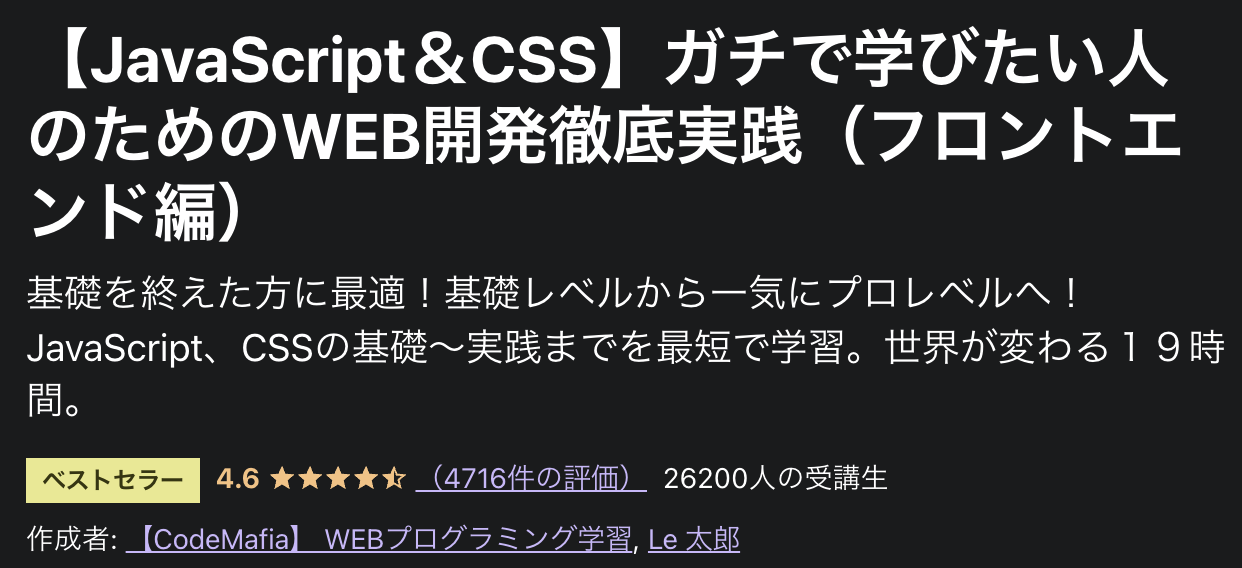 【JavaScript＆CSS】ガチで学びたい人
のためのWEB開発徹底実践（フロントエ
ンド編）
基礎を終えた方に最適！基礎レベルから一気にプロレベルへ！
JavaScript、CSSの基礎〜実践までを最短で学習。世界が変わる１９時
間。
ベストセラー 4.6 （4716件の評価） 26200人の受講生
作成者: 【CodeMafia】 WEBプログラミング学習, Le 太郎